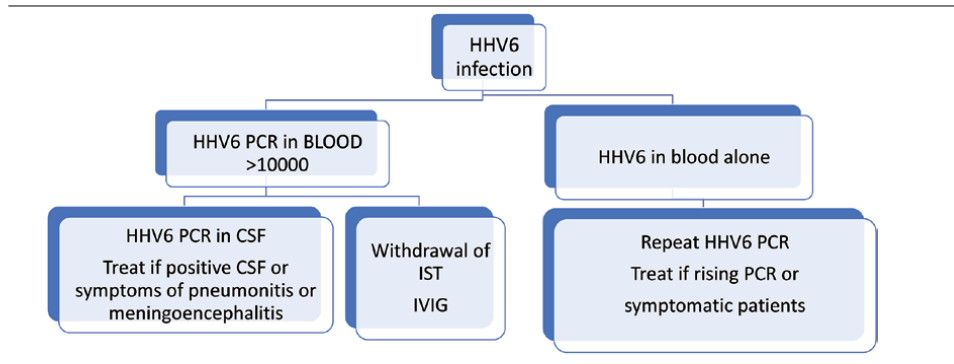 HHV6
infection
HHV6 PCR in BLOOD
>10000
HHV6 in blood alone
HHV6 PCR in CSF
Treat if positive CSF or
symptoms of pneumonitis or
meningoencephalitis
Withdrawal of
IST
IVIG
Repeat HHV6 PCR
Treat if rising PCR or
symptomatic patients